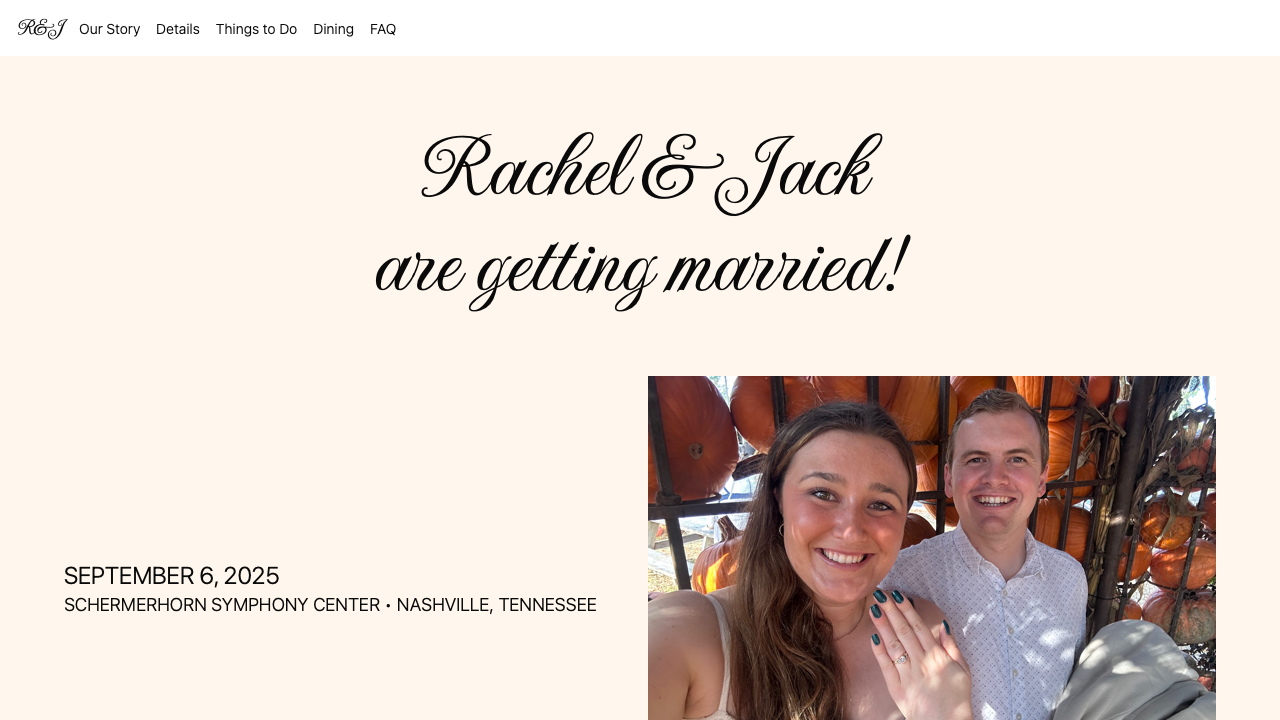 R&J Our Story Details Things to Do Dining FAQ
Rachel & Jack
are getting married!
SEPTEMBER 6, 2025
SCHERMERHORN SYMPHONY CENTER • NASHVILLE, TENNESSEE